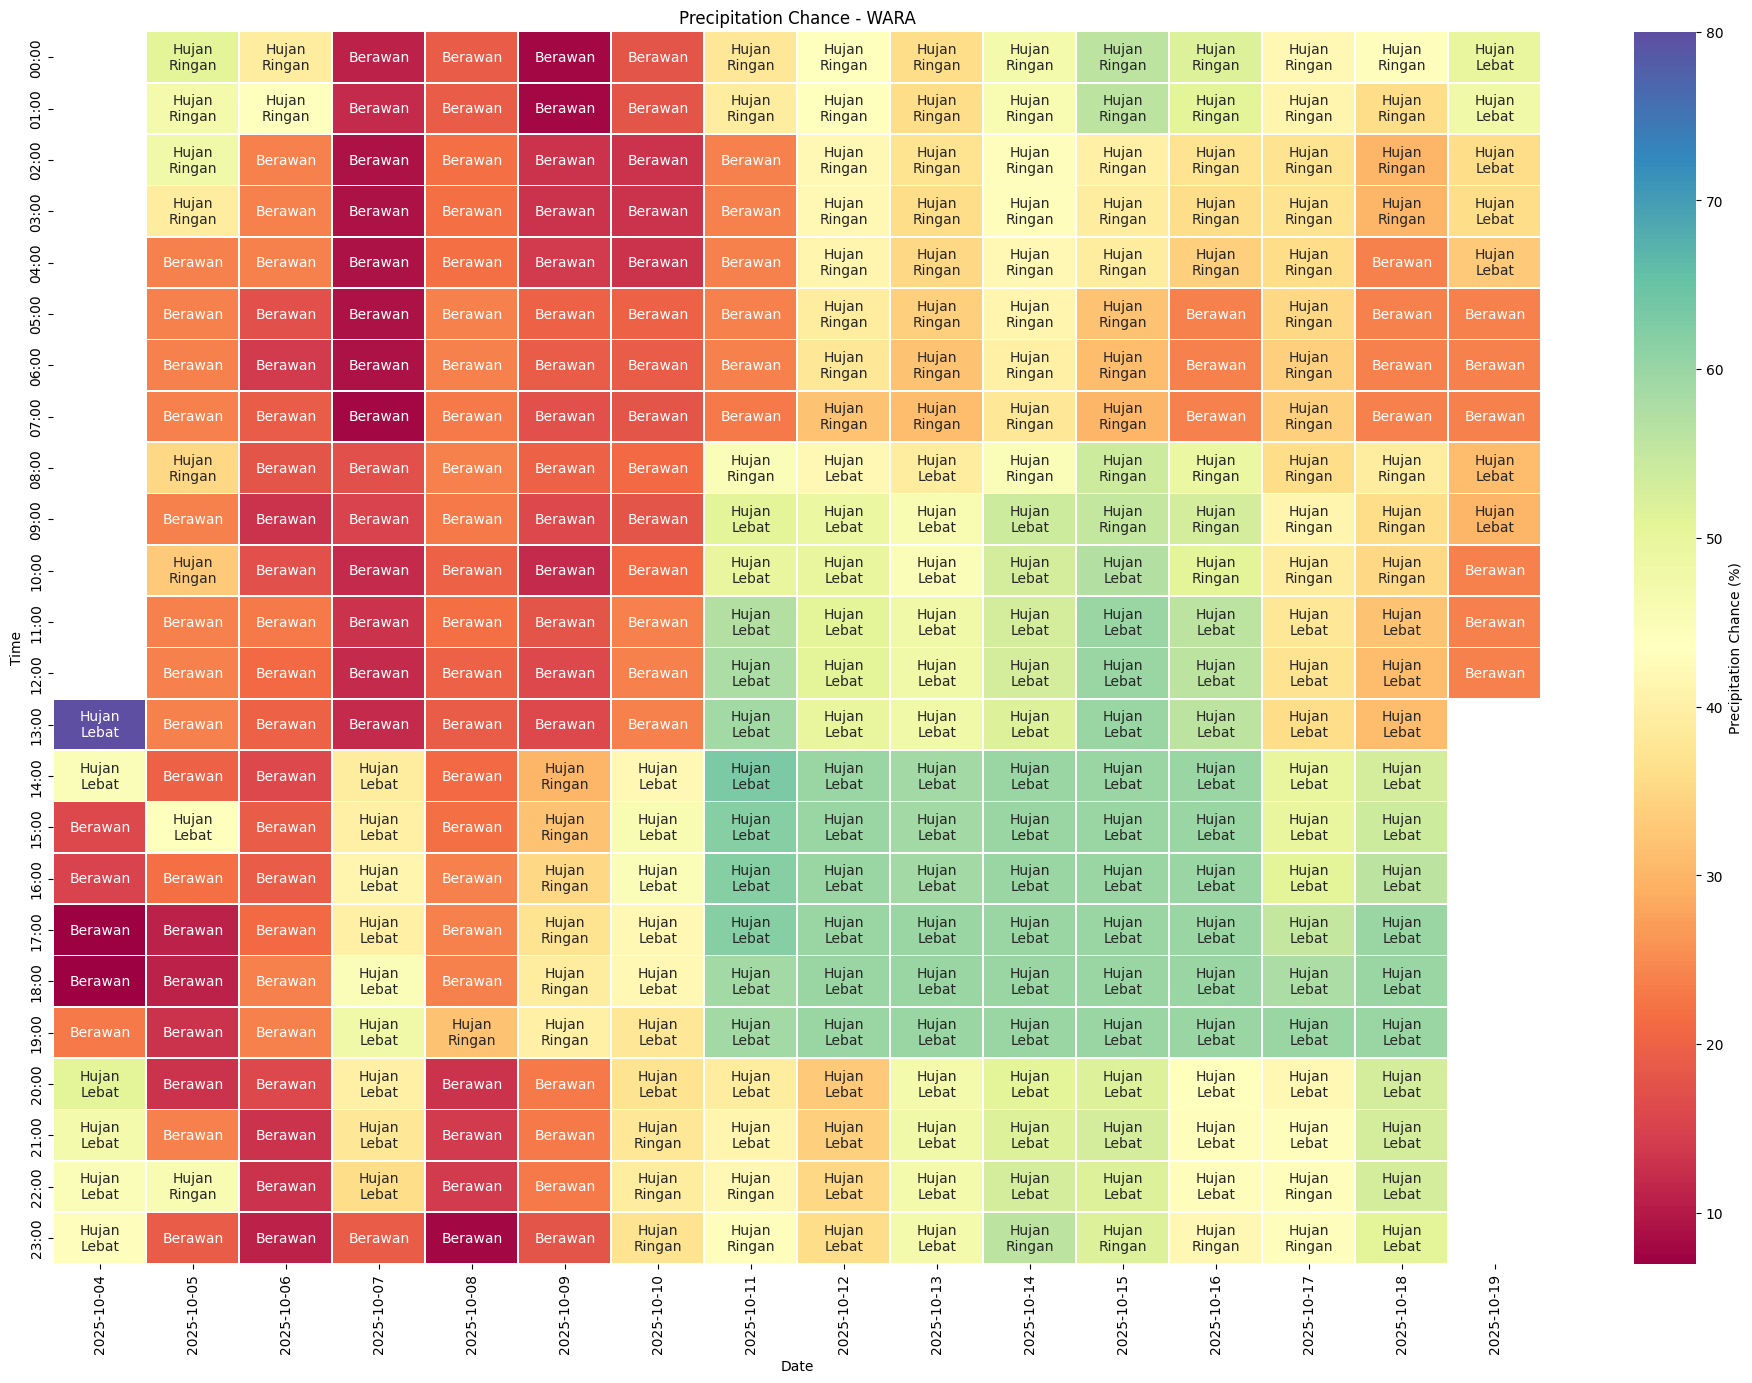 Precipitation Chance - WARA
00:00 Hujan Ringan Hujan Ringan Berawan Berawan Berawan Berawan Hujan Ringan Hujan Ringan Hujan Ringan Hujan Ringan Hujan Ringan Hujan Ringan Hujan Ringan Hujan Ringan Hujan Lebat
01:00 Hujan Ringan Hujan Ringan Berawan Berawan Berawan Berawan Hujan Ringan Hujan Ringan Hujan Ringan Hujan Ringan Hujan Ringan Hujan Ringan Hujan Ringan Hujan Ringan Hujan Lebat
02:00 Hujan Ringan Berawan Berawan Berawan Berawan Berawan Berawan Hujan Ringan Hujan Ringan Hujan Ringan Hujan Ringan Hujan Ringan Hujan Ringan Hujan Ringan Hujan Lebat
03:00 Hujan Ringan Berawan Berawan Berawan Berawan Berawan Berawan Hujan Ringan Hujan Ringan Hujan Ringan Hujan Ringan Hujan Ringan Hujan Ringan Hujan Ringan Hujan Lebat
04:00 Berawan Berawan Berawan Berawan Berawan Berawan Berawan Hujan Ringan Hujan Ringan Hujan Ringan Hujan Ringan Hujan Ringan Hujan Ringan Berawan Hujan Lebat
05:00 Berawan Berawan Berawan Berawan Berawan Berawan Berawan Hujan Ringan Hujan Ringan Hujan Ringan Hujan Ringan Berawan Hujan Ringan Berawan Berawan
06:00 Berawan Berawan Berawan Berawan Berawan Berawan Berawan Hujan Ringan Hujan Ringan Hujan Ringan Hujan Ringan Berawan Hujan Ringan Berawan Berawan
07:00 Berawan Berawan Berawan Berawan Berawan Berawan Berawan Hujan Ringan Hujan Ringan Hujan Ringan Hujan Ringan Berawan Hujan Ringan Berawan Berawan
08:00 Hujan Ringan Berawan Berawan Berawan Berawan Berawan Hujan Ringan Hujan Lebat Hujan Lebat Hujan Ringan Hujan Ringan Hujan Ringan Hujan Ringan Hujan Ringan Hujan Lebat
09:00 Berawan Berawan Berawan Berawan Berawan Berawan Hujan Lebat Hujan Lebat Hujan Lebat Hujan Lebat Hujan Ringan Hujan Ringan Hujan Ringan Hujan Ringan Hujan Lebat
10:00 Hujan Ringan Berawan Berawan Berawan Berawan Berawan Hujan Lebat Hujan Lebat Hujan Lebat Hujan Lebat Hujan Lebat Hujan Ringan Hujan Ringan Hujan Ringan Berawan
11:00 Berawan Berawan Berawan Berawan Berawan Berawan Hujan Lebat Hujan Lebat Hujan Lebat Hujan Lebat Hujan Lebat Hujan Lebat Hujan Lebat Hujan Lebat Berawan
12:00 Berawan Berawan Berawan Berawan Berawan Berawan Hujan Lebat Hujan Lebat Hujan Lebat Hujan Lebat Hujan Lebat Hujan Lebat Hujan Lebat Hujan Lebat Berawan
13:00 Hujan Lebat Berawan Berawan Berawan Berawan Berawan Berawan Hujan Lebat Hujan Lebat Hujan Lebat Hujan Lebat Hujan Lebat Hujan Lebat Hujan Lebat Hujan Lebat
14:00 Hujan Lebat Berawan Berawan Hujan Lebat Berawan Hujan Ringan Hujan Lebat Hujan Lebat Hujan Lebat Hujan Lebat Hujan Lebat Hujan Lebat Hujan Lebat Hujan Lebat Hujan Lebat
15:00 Berawan Hujan Lebat Berawan Hujan Lebat Berawan Hujan Ringan Hujan Lebat Hujan Lebat Hujan Lebat Hujan Lebat Hujan Lebat Hujan Lebat Hujan Lebat Hujan Lebat Hujan Lebat
16:00 Berawan Berawan Berawan Hujan Lebat Berawan Hujan Ringan Hujan Lebat Hujan Lebat Hujan Lebat Hujan Lebat Hujan Lebat Hujan Lebat Hujan Lebat Hujan Lebat Hujan Lebat
17:00 Berawan Berawan Berawan Hujan Lebat Berawan Hujan Ringan Hujan Lebat Hujan Lebat Hujan Lebat Hujan Lebat Hujan Lebat Hujan Lebat Hujan Lebat Hujan Lebat Hujan Lebat
18:00 Berawan Berawan Berawan Hujan Lebat Berawan Hujan Ringan Hujan Lebat Hujan Lebat Hujan Lebat Hujan Lebat Hujan Lebat Hujan Lebat Hujan Lebat Hujan Lebat Hujan Lebat
19:00 Berawan Berawan Berawan Hujan Lebat Hujan Ringan Hujan Ringan Hujan Lebat Hujan Lebat Hujan Lebat Hujan Lebat Hujan Lebat Hujan Lebat Hujan Lebat Hujan Lebat Hujan Lebat
20:00 Hujan Lebat Berawan Berawan Hujan Lebat Berawan Berawan Hujan Lebat Hujan Lebat Hujan Lebat Hujan Lebat Hujan Lebat Hujan Lebat Hujan Lebat Hujan Lebat Hujan Lebat
21:00 Hujan Lebat Berawan Berawan Hujan Lebat Berawan Berawan Hujan Ringan Hujan Lebat Hujan Lebat Hujan Lebat Hujan Lebat Hujan Lebat Hujan Lebat Hujan Lebat Hujan Lebat
22:00 Hujan Lebat Hujan Ringan Berawan Hujan Lebat Berawan Berawan Hujan Ringan Hujan Ringan Hujan Lebat Hujan Lebat Hujan Lebat Hujan Ringan Hujan Lebat Hujan Ringan Hujan Lebat
23:00 Hujan Lebat Berawan Berawan Berawan Berawan Berawan Hujan Ringan Hujan Ringan Hujan Lebat Hujan Lebat Hujan Ringan Hujan Ringan Hujan Ringan Hujan Ringan Hujan Lebat
Time
2025-10-04 2025-10-05 2025-10-06 2025-10-07 2025-10-08 2025-10-09 2025-10-10 2025-10-11 2025-10-12 2025-10-13 2025-10-14 2025-10-15 2025-10-16 2025-10-17 2025-10-18 2025-10-19
Date
80
70
60
50
40
30
20
10
Precipitation Chance (%)